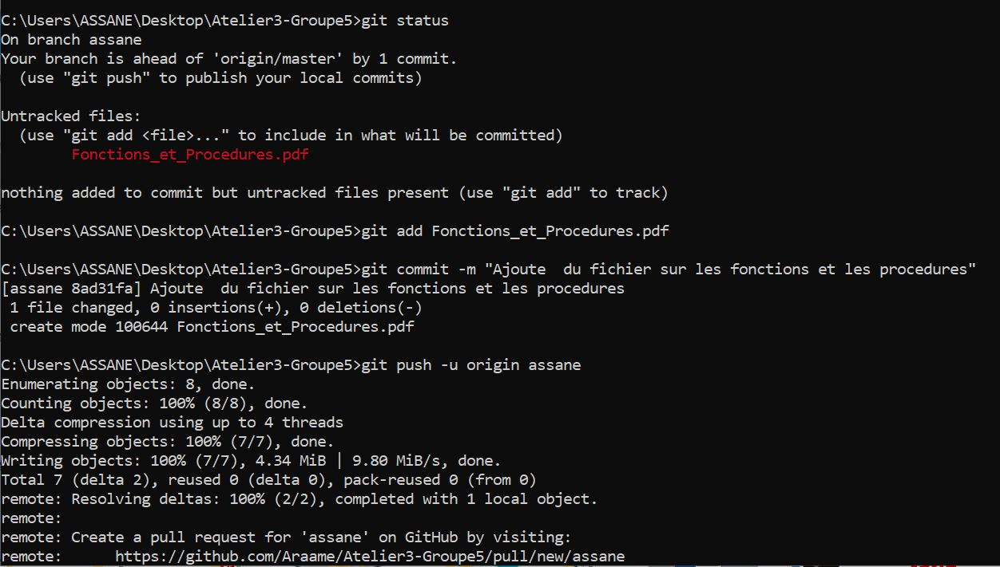 C:\Users\ASSANE\Desktop\Atelier3-Groupe5>git status
On branch assane
Your branch is ahead of 'origin/master' by 1 commit.
  (use "git push" to publish your local commits)

Untracked files:
  (use "git add <file>..." to include in what will be committed)
        Fonctions_et_Procedures.pdf

nothing added to commit but untracked files present (use "git add" to track)

C:\Users\ASSANE\Desktop\Atelier3-Groupe5>git add Fonctions_et_Procedures.pdf

C:\Users\ASSANE\Desktop\Atelier3-Groupe5>git commit -m "Ajoute  du fichier sur les fonctions et les procedures"
[assane 8ad31fa] Ajoute  du fichier sur les fonctions et les procedures
 1 file changed, 0 insertions(+), 0 deletions(-)
 create mode 100644 Fonctions_et_Procedures.pdf

C:\Users\ASSANE\Desktop\Atelier3-Groupe5>git push -u origin assane
Enumerating objects: 8, done.
Counting objects: 100% (8/8), done.
Delta compression using up to 4 threads
Compressing objects: 100% (7/7), done.
Writing objects: 100% (7/7), 4.34 MiB | 9.80 MiB/s, done.
Total 7 (delta 2), reused 0 (delta 0), pack-reused 0 (from 0)
remote: Resolving deltas: 100% (2/2), completed with 1 local object.
remote:
remote: Create a pull request for 'assane' on GitHub by visiting:
remote:      https://github.com/Araame/Atelier3-Groupe5/pull/new/assane